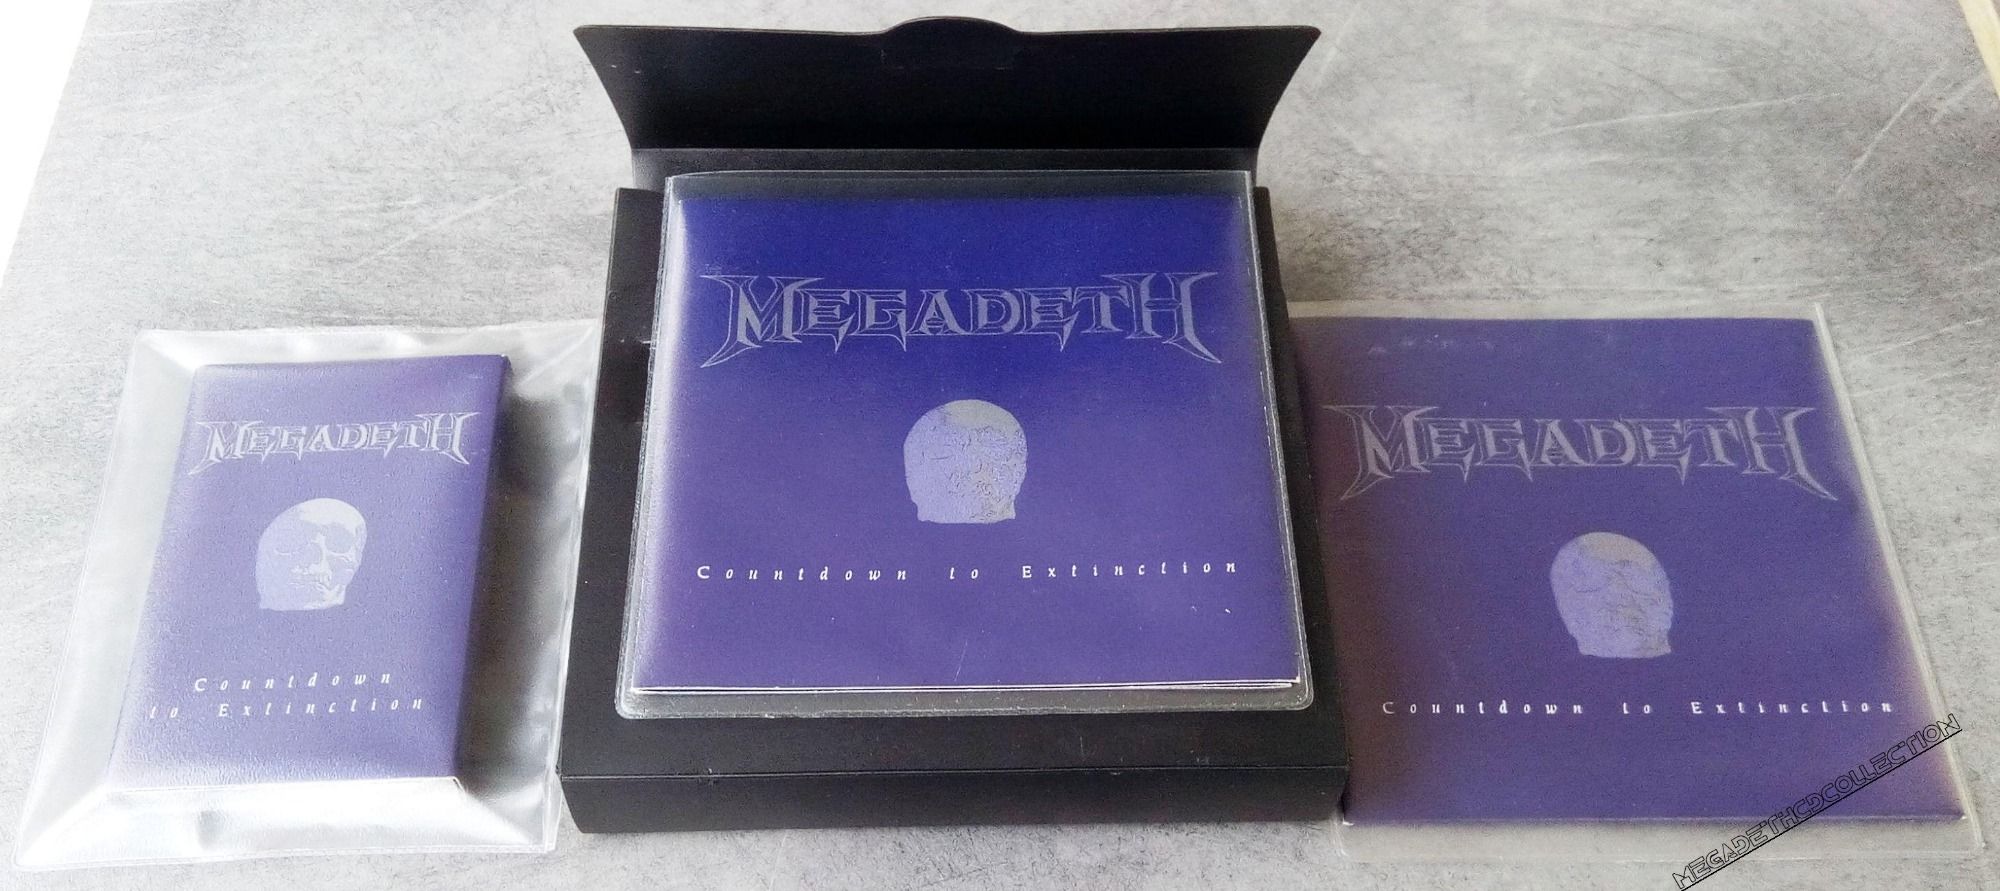 MEGADETH
Countdown
to Extinction
MEGADETH
Countdown to Extinction
MEGADETH
Countdown to Extinction
MEGADETHCDCOLLECTION